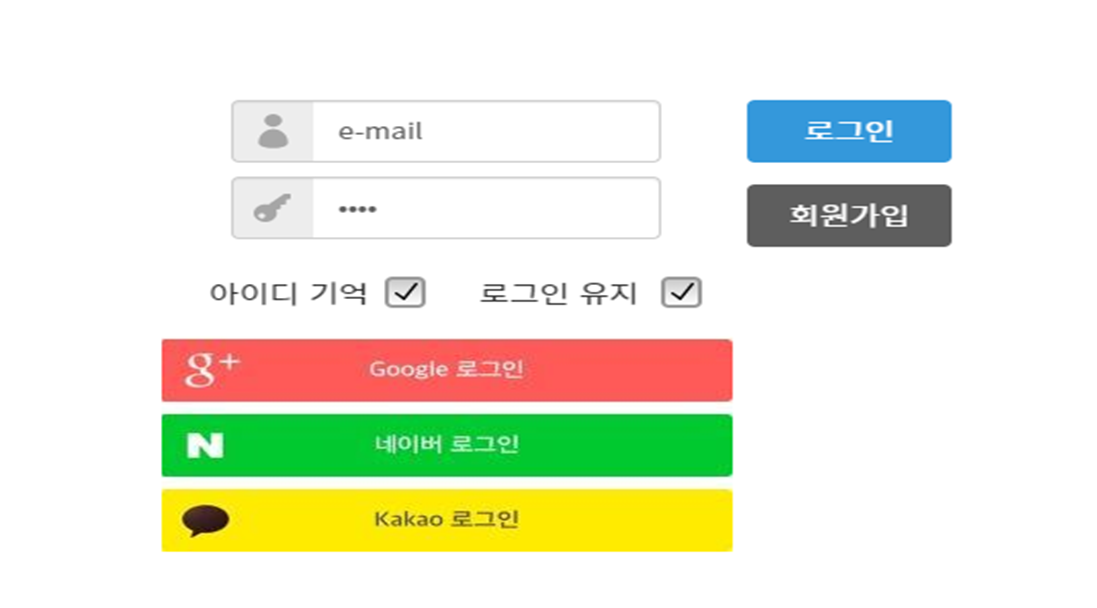 e-mail
로그인
••••
회원가입
아이디 기억 로그인 유지
g+ Google 로그인
N 네이버 로그인
Kakao 로그인